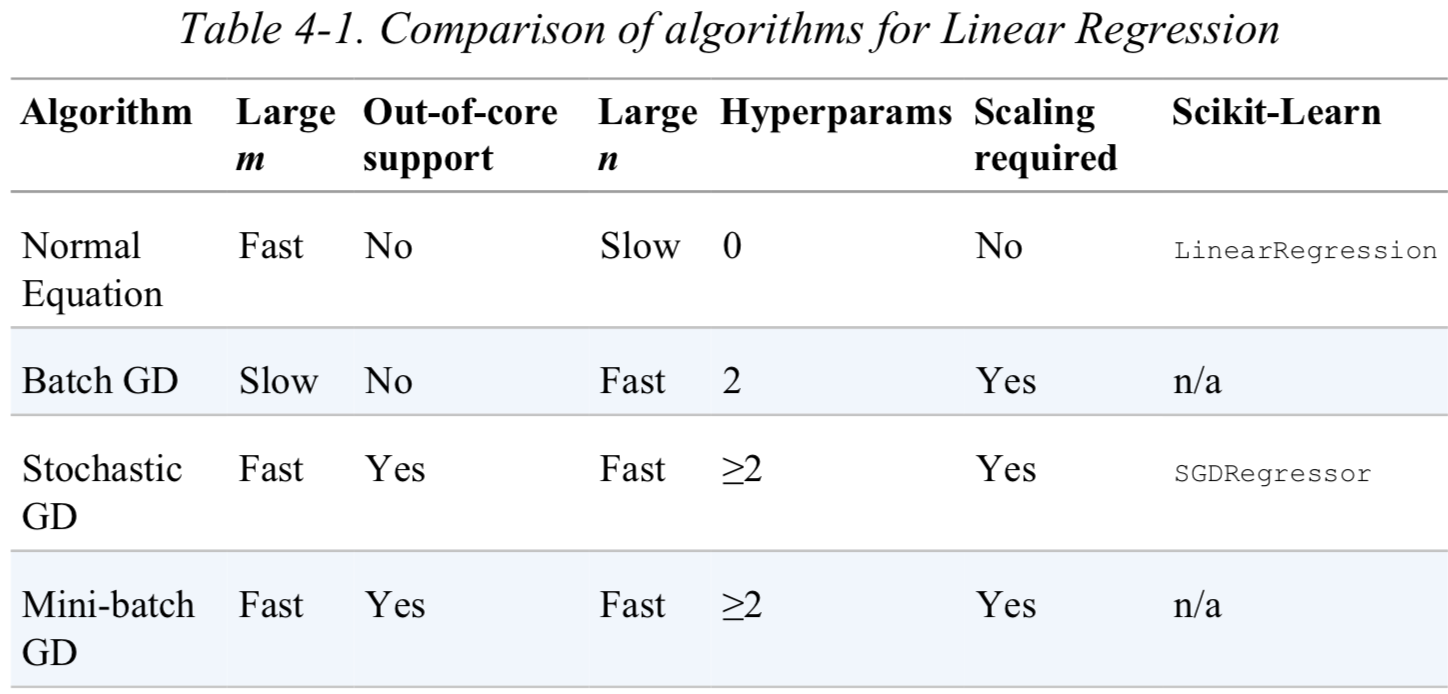 Table 4-1. Comparison of algorithms for Linear Regression
Algorithm Large m Out-of-core support Large n Hyperparams Scaling required Scikit-Learn
Normal Equation Fast No Slow 0 No LinearRegression
Batch GD Slow No Fast 2 Yes n/a
Stochastic GD Fast Yes Fast ≥2 Yes SGDRegressor
Mini-batch GD Fast Yes Fast ≥2 Yes n/a